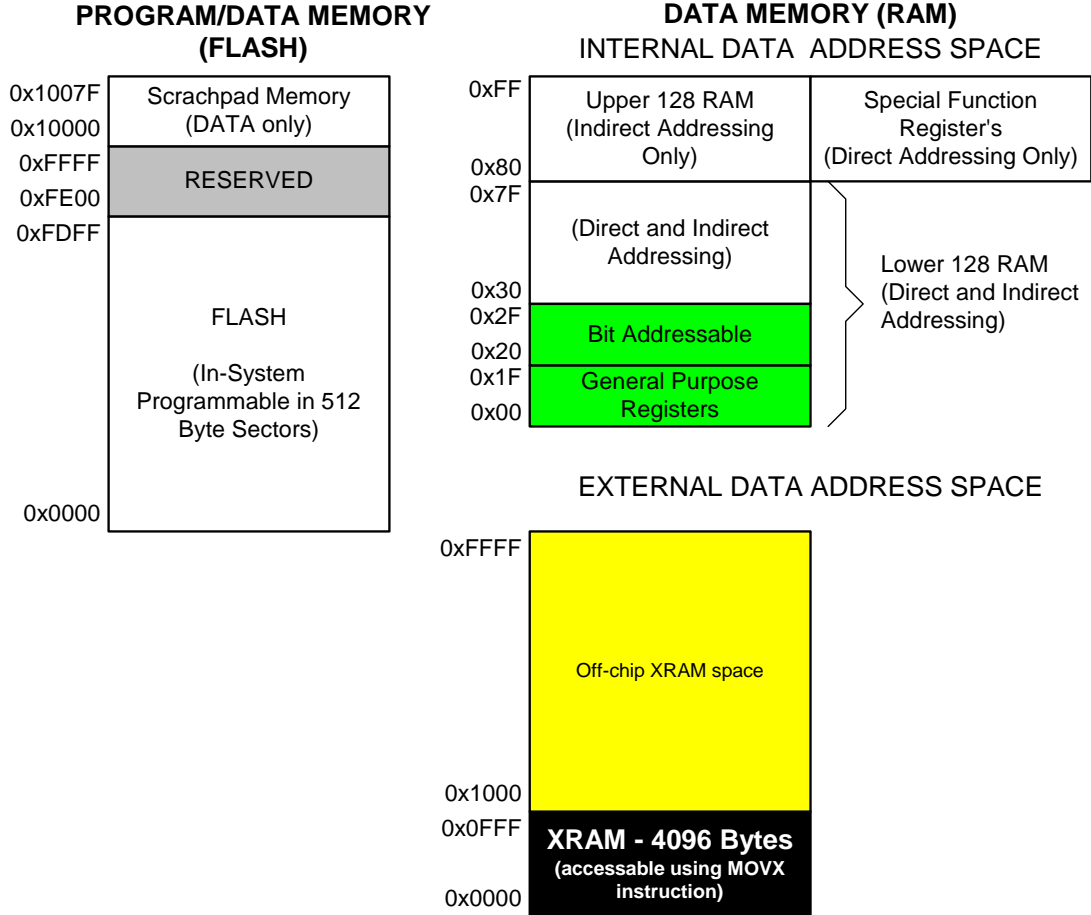 PROGRAM/DATA MEMORY
(FLASH)
0x1007F
Scrachpad Memory
(DATA only)
0x10000
0xFFFF
RESERVED
0xFE00
0xFDFF
FLASH
(In-System
Programmable in 512
Byte Sectors)
0x0000
DATA MEMORY (RAM)
INTERNAL DATA ADDRESS SPACE
0xFF
Upper 128 RAM
(Indirect Addressing
Only)
0x80
Special Function
Register's
(Direct Addressing Only)
0x7F
(Direct and Indirect
Addressing)
0x30
0x2F
Bit Addressable
0x20
0x1F
General Purpose
Registers
0x00
Lower 128 RAM
(Direct and Indirect
Addressing)
EXTERNAL DATA ADDRESS SPACE
0xFFFF
Off-chip XRAM space
0x1000
0x0FFF
XRAM - 4096 Bytes
(accessable using MOVX
instruction)
0x0000